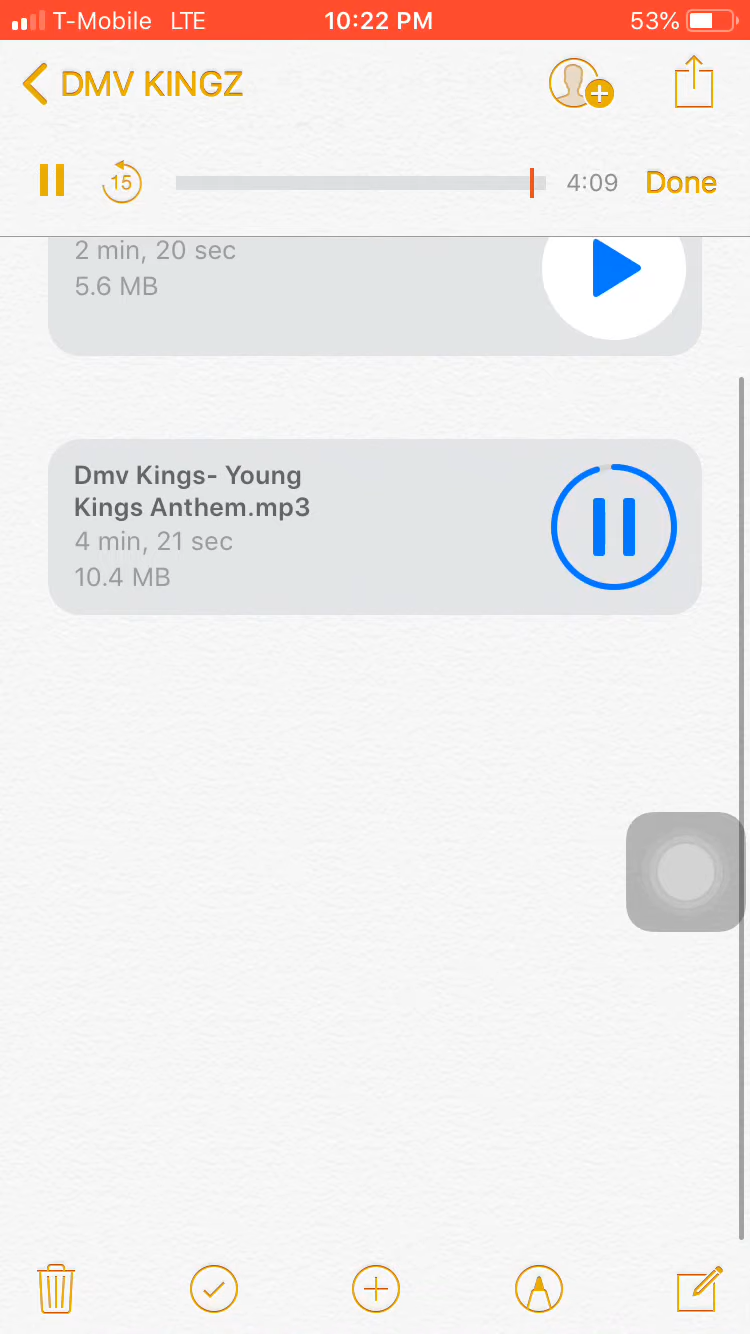 T-Mobile LTE 10:22 PM 53%
DMV KINGZ
15 4:09 Done
2 min, 20 sec
5.6 MB
Dmv Kings- Young
Kings Anthem.mp3
4 min, 21 sec
10.4 MB